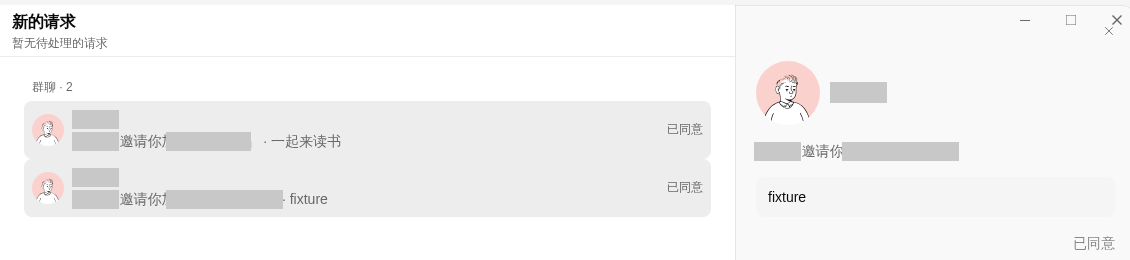 新的请求
暂无待处理的请求
群聊 · 2
邀请你 · 一起来读书
已同意
邀请你 · fixture
已同意
邀请你
fixture
已同意